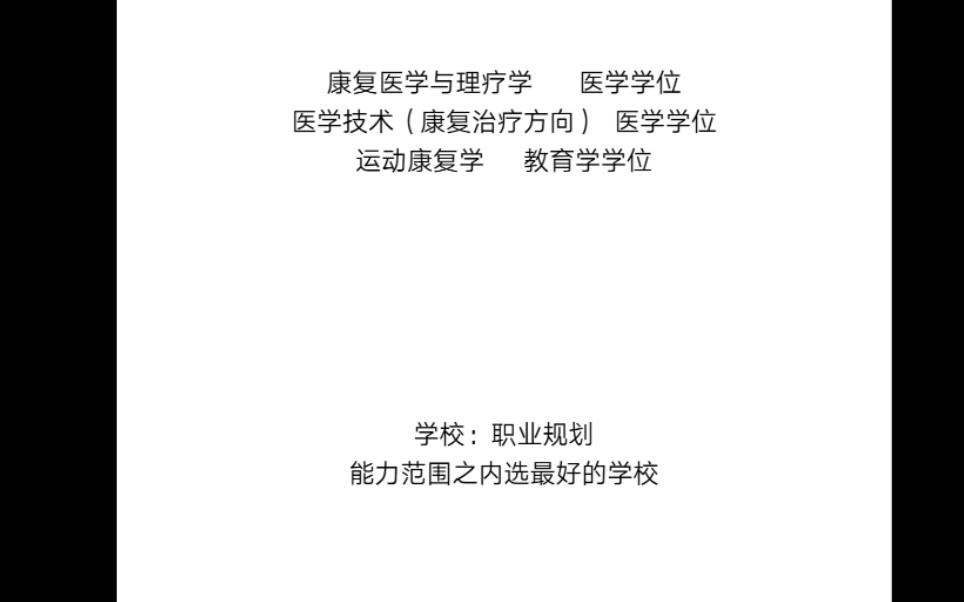 康复医学与理疗学 医学学位
医学技术（康复治疗方向） 医学学位
运动康复学 教育学学位
学校：职业规划
能力范围之内选最好的学校